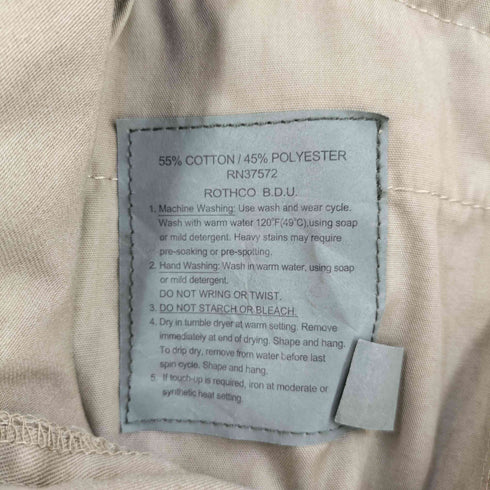 55% COTTON / 45% POLYESTER
RN37572
ROTHCO B.D.U.
1. Machine Washing: Use wash and wear cycle.
Wash with warm water 120°F(49°C),using soap
or mild detergent. Heavy stains may require
pre-soaking or pre-spotting.
2. Hand Washing: Wash in warm water, using soap
or mild detergent.
DO NOT WRING OR TWIST.
3. DO NOT STARCH OR BLEACH.
4. Dry in tumble dryer at warm setting. Remove
immediately at end of drying. Shape and hang.
To drip dry, remove from water before last
spin cycle. Shape and hang.
5. If touch-up is required, iron at moderate or
synthetic heat setting.